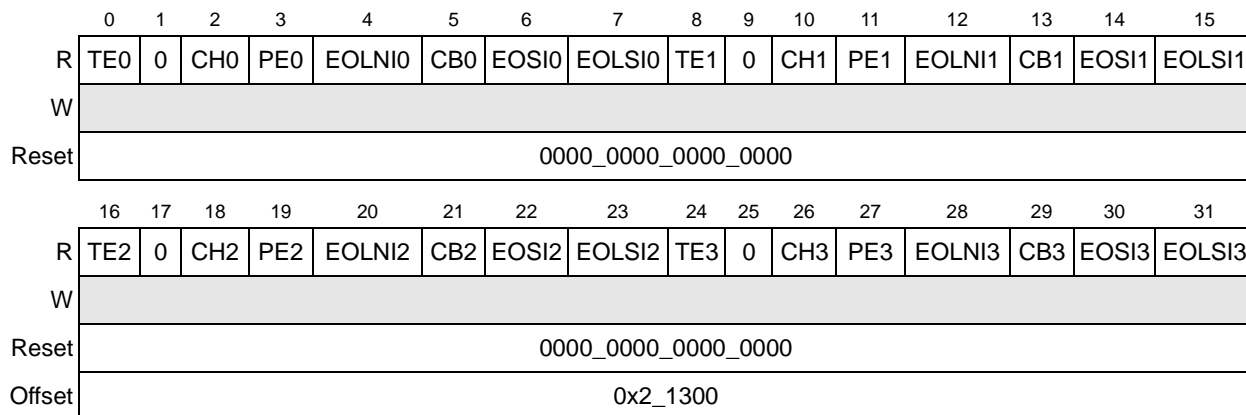 0 1 2 3 4 5 6 7 8 9 10 11 12 13 14 15
R TE0 0 CH0 PE0 EOLNI0 CB0 EOSI0 EOLSI0 TE1 0 CH1 PE1 EOLNI1 CB1 EOSI1 EOLSI1
W
Reset 0000_0000_0000_0000
16 17 18 19 20 21 22 23 24 25 26 27 28 29 30 31
R TE2 0 CH2 PE2 EOLNI2 CB2 EOSI2 EOLSI2 TE3 0 CH3 PE3 EOLNI3 CB3 EOSI3 EOLSI3
W
Reset 0000_0000_0000_0000
Offset 0x2_1300